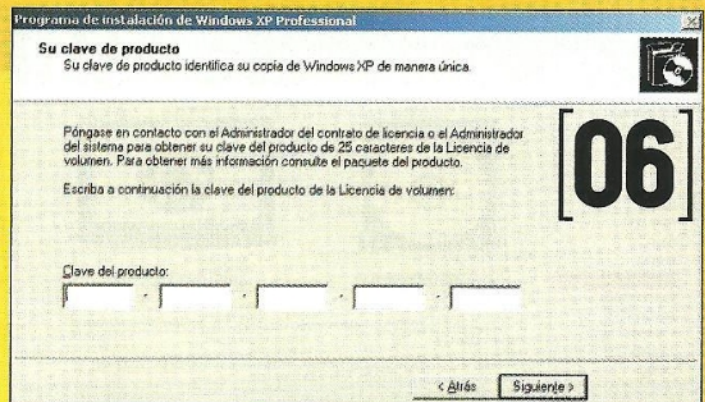 Programa de instalación de Windows XP Professional
Su clave de producto
Su clave de producto identifica su copia de Windows XP de manera única.
Póngase en contacto con el Administrador del contrato de licencia o el Administrador
del sistema para obtener su clave del producto de 25 caracteres de la Licencia de
volumen. Para obtener más información consulte el paquete del producto.
Escriba a continuación la clave del producto de la Licencia de volumen:
[06]
Clave del producto:
- - - -
< Atrás Siguiente >